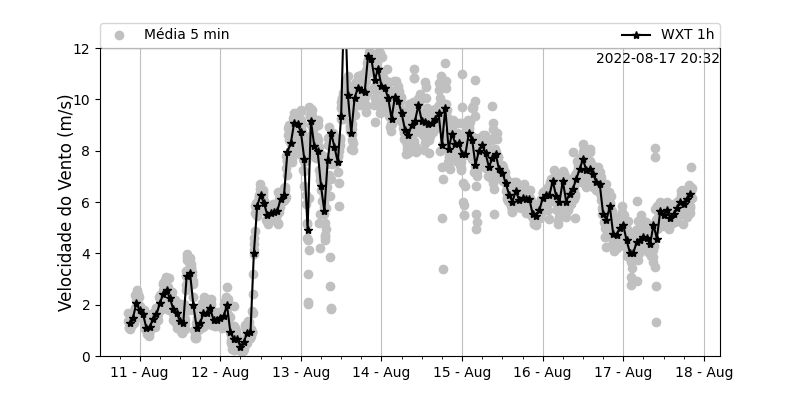 Média 5 min
WXT 1h
2022-08-17 20:32
Velocidade do Vento (m/s)
12
10
8
6
4
2
0
11 - Aug
12 - Aug
13 - Aug
14 - Aug
15 - Aug
16 - Aug
17 - Aug
18 - Aug